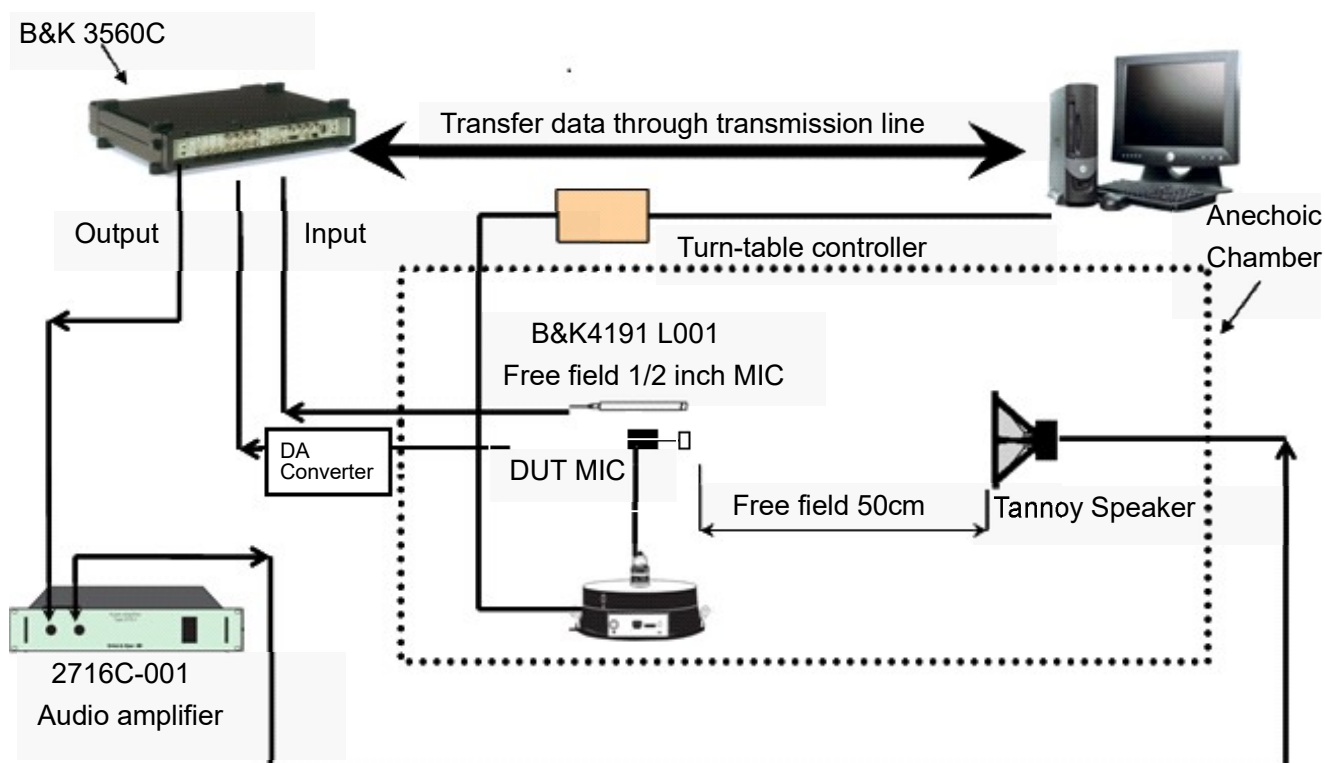 B&K 3560C
Transfer data through transmission line
Output
Input
Turn-table controller
Anechoic
Chamber
B&K4191 L001
Free field 1/2 inch MIC
DA
Converter
DUT MIC
Free field 50cm
Tannoy Speaker
2716C-001
Audio amplifier